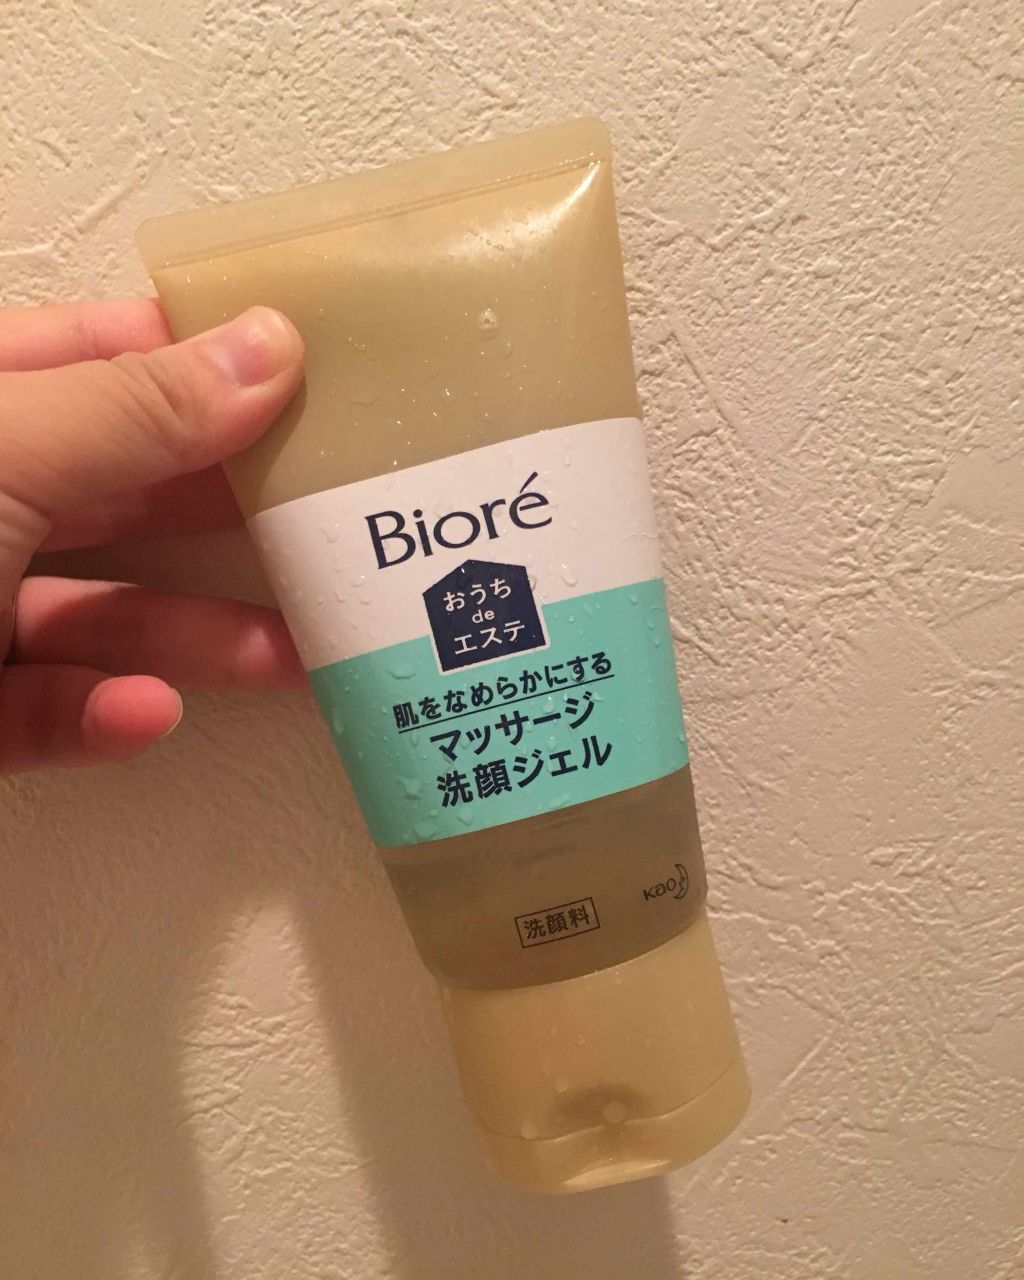 Bioré
おうち
de
エステ
肌をなめらかにする
マッサージ
洗顔ジェル
Kao
洗顔料